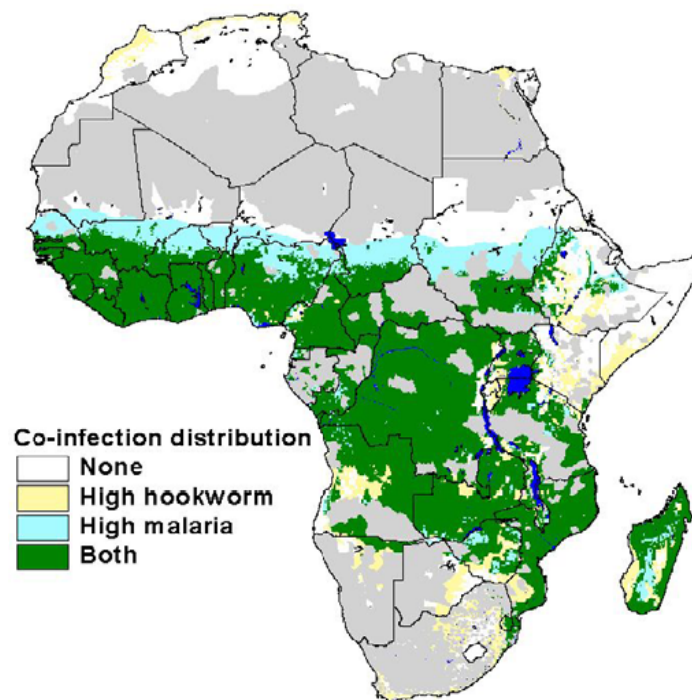 Co-infection distribution
None
High hookworm
High malaria
Both